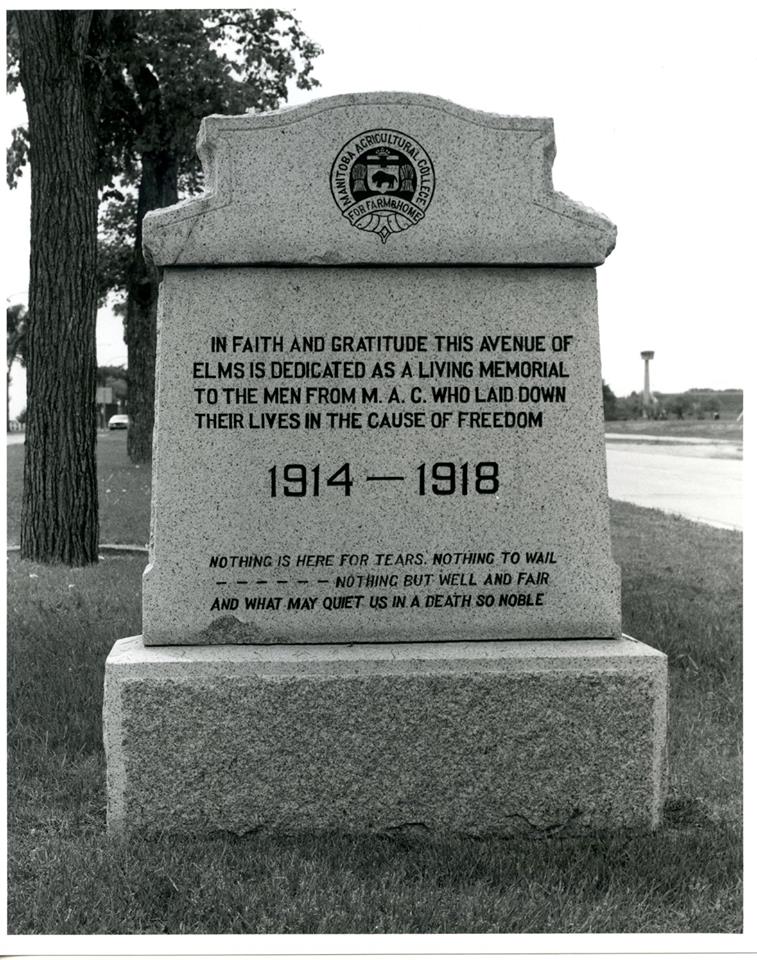 MANITOBA AGRICULTURAL COLLEGE
FOR FARM & HOME
IN FAITH AND GRATITUDE THIS AVENUE OF
ELMS IS DEDICATED AS A LIVING MEMORIAL
TO THE MEN FROM M. A. C. WHO LAID DOWN
THEIR LIVES IN THE CAUSE OF FREEDOM
1914 — 1918
NOTHING IS HERE FOR TEARS. NOTHING TO WAIL
— — — — — — NOTHING BUT WELL AND FAIR
AND WHAT MAY QUIET US IN A DEATH SO NOBLE